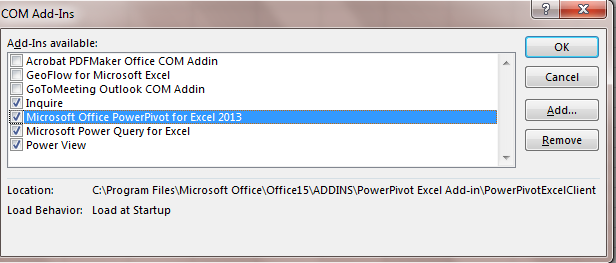 COM Add-Ins
?
Add-Ins available:
Acrobat PDFMaker Office COM Addin
GeoFlow for Microsoft Excel
GoToMeeting Outlook COM Addin
Inquire
Microsoft Office PowerPivot for Excel 2013
Microsoft Power Query for Excel
Power View
OK
Cancel
Add...
Remove
Location: C:\Program Files\Microsoft Office\Office15\ADDINS\PowerPivot Excel Add-in\PowerPivotExcelClient
Load Behavior: Load at Startup